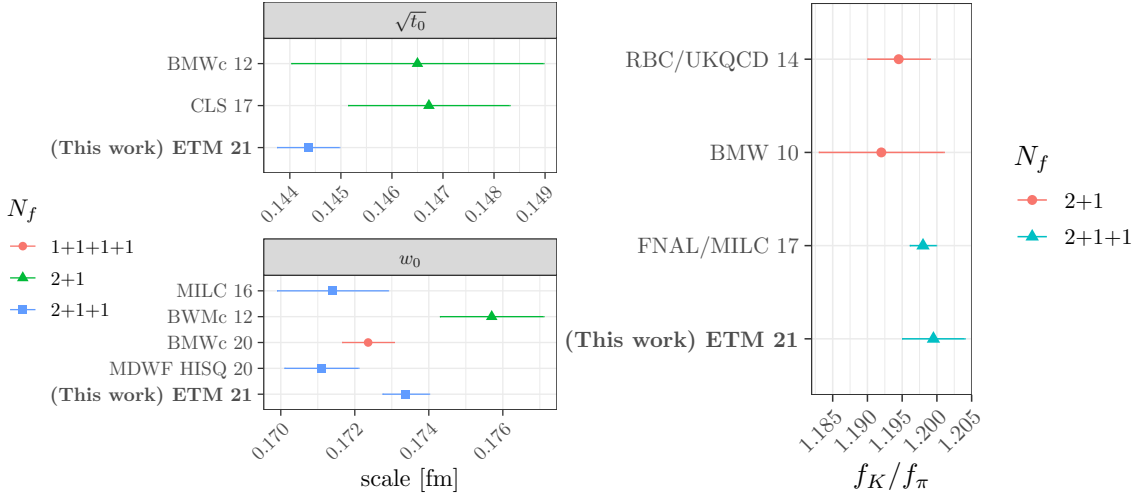 √t₀
BMWc 12
CLS 17
(This work) ETM 21
0.144
0.145
0.146
0.147
0.148
0.149
N_f
1+1+1+1
2+1
2+1+1
w₀
MILC 16
BWMc 12
BMWc 20
MDWF HISQ 20
(This work) ETM 21
0.170
0.172
0.174
0.176
scale [fm]
RBC/UKQCD 14
BMW 10
FNAL/MILC 17
(This work) ETM 21
1.185
1.190
1.195
1.200
1.205
f_K/f_π
N_f
2+1
2+1+1